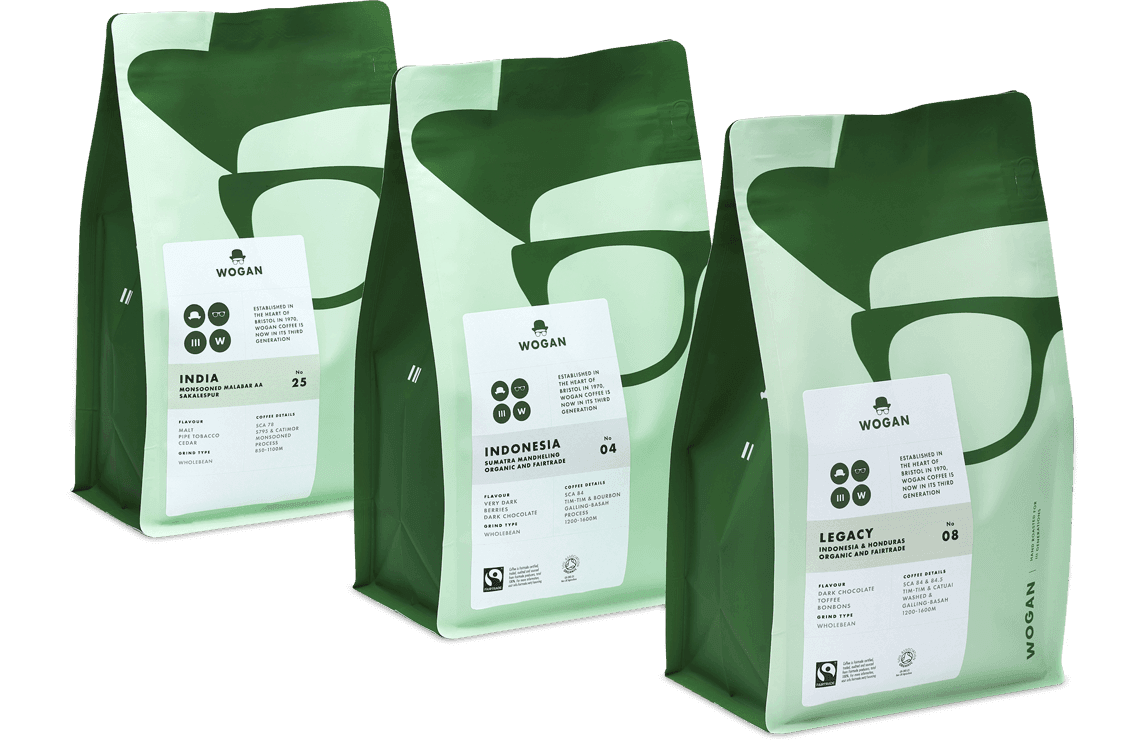 WOGAN
ESTABLISHED IN
THE HEART OF
BRISTOL IN 1970,
WOGAN COFFEE IS
NOW IN ITS THIRD
GENERATION
III W
INDIA
MONSOONED MALABAR AA
SAKALESPUR
No
25
FLAVOUR
MALT
PIPE TOBACCO
CEDAR
GRIND TYPE
WHOLEBEAN
COFFEE DETAILS
SCA 78
S795 & CATIMOR
MONSOONED
PROCESS
850-1100M
WOGAN
ESTABLISHED IN
THE HEART OF
BRISTOL IN 1970,
WOGAN COFFEE IS
NOW IN ITS THIRD
GENERATION
III W
INDONESIA
SUMATRA MANDHELING
ORGANIC AND FAIRTRADE
No
04
FLAVOUR
VERY DARK
BERRIES
DARK CHOCOLATE
GRIND TYPE
WHOLEBEAN
COFFEE DETAILS
SCA 84
TIM-TIM & BOURBON
GALLING-BASAH
PROCESS
1200-1600M
FAIRTRADE
WOGAN
ESTABLISHED IN
THE HEART OF
BRISTOL IN 1970,
WOGAN COFFEE IS
NOW IN ITS THIRD
GENERATION
III W
LEGACY
INDONESIA & HONDURAS
ORGANIC AND FAIRTRADE
No
08
FLAVOUR
DARK CHOCOLATE
TOFFEE
BONBONS
GRIND TYPE
WHOLEBEAN
COFFEE DETAILS
SCA 84 & 84.5
TIM-TIM & CATUAI
WASHED &
GALLING-BASAH
1200-1600M
FAIRTRADE
WOGAN
HAND ROASTED FOR
III GENERATIONS